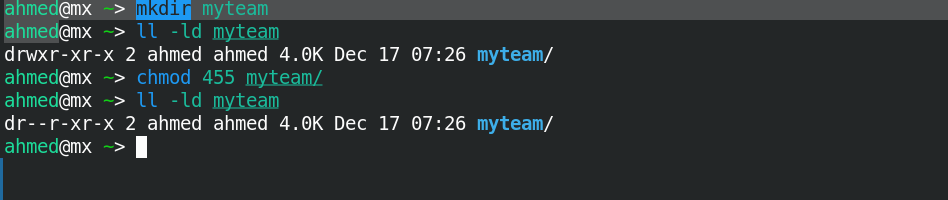 ahmed@mx ~> mkdir myteam
ahmed@mx ~> ll -ld myteam
drwxr-xr-x 2 ahmed ahmed 4.0K Dec 17 07:26 myteam/
ahmed@mx ~> chmod 455 myteam/
ahmed@mx ~> ll -ld myteam
dr--r-xr-x 2 ahmed ahmed 4.0K Dec 17 07:26 myteam/
ahmed@mx ~>